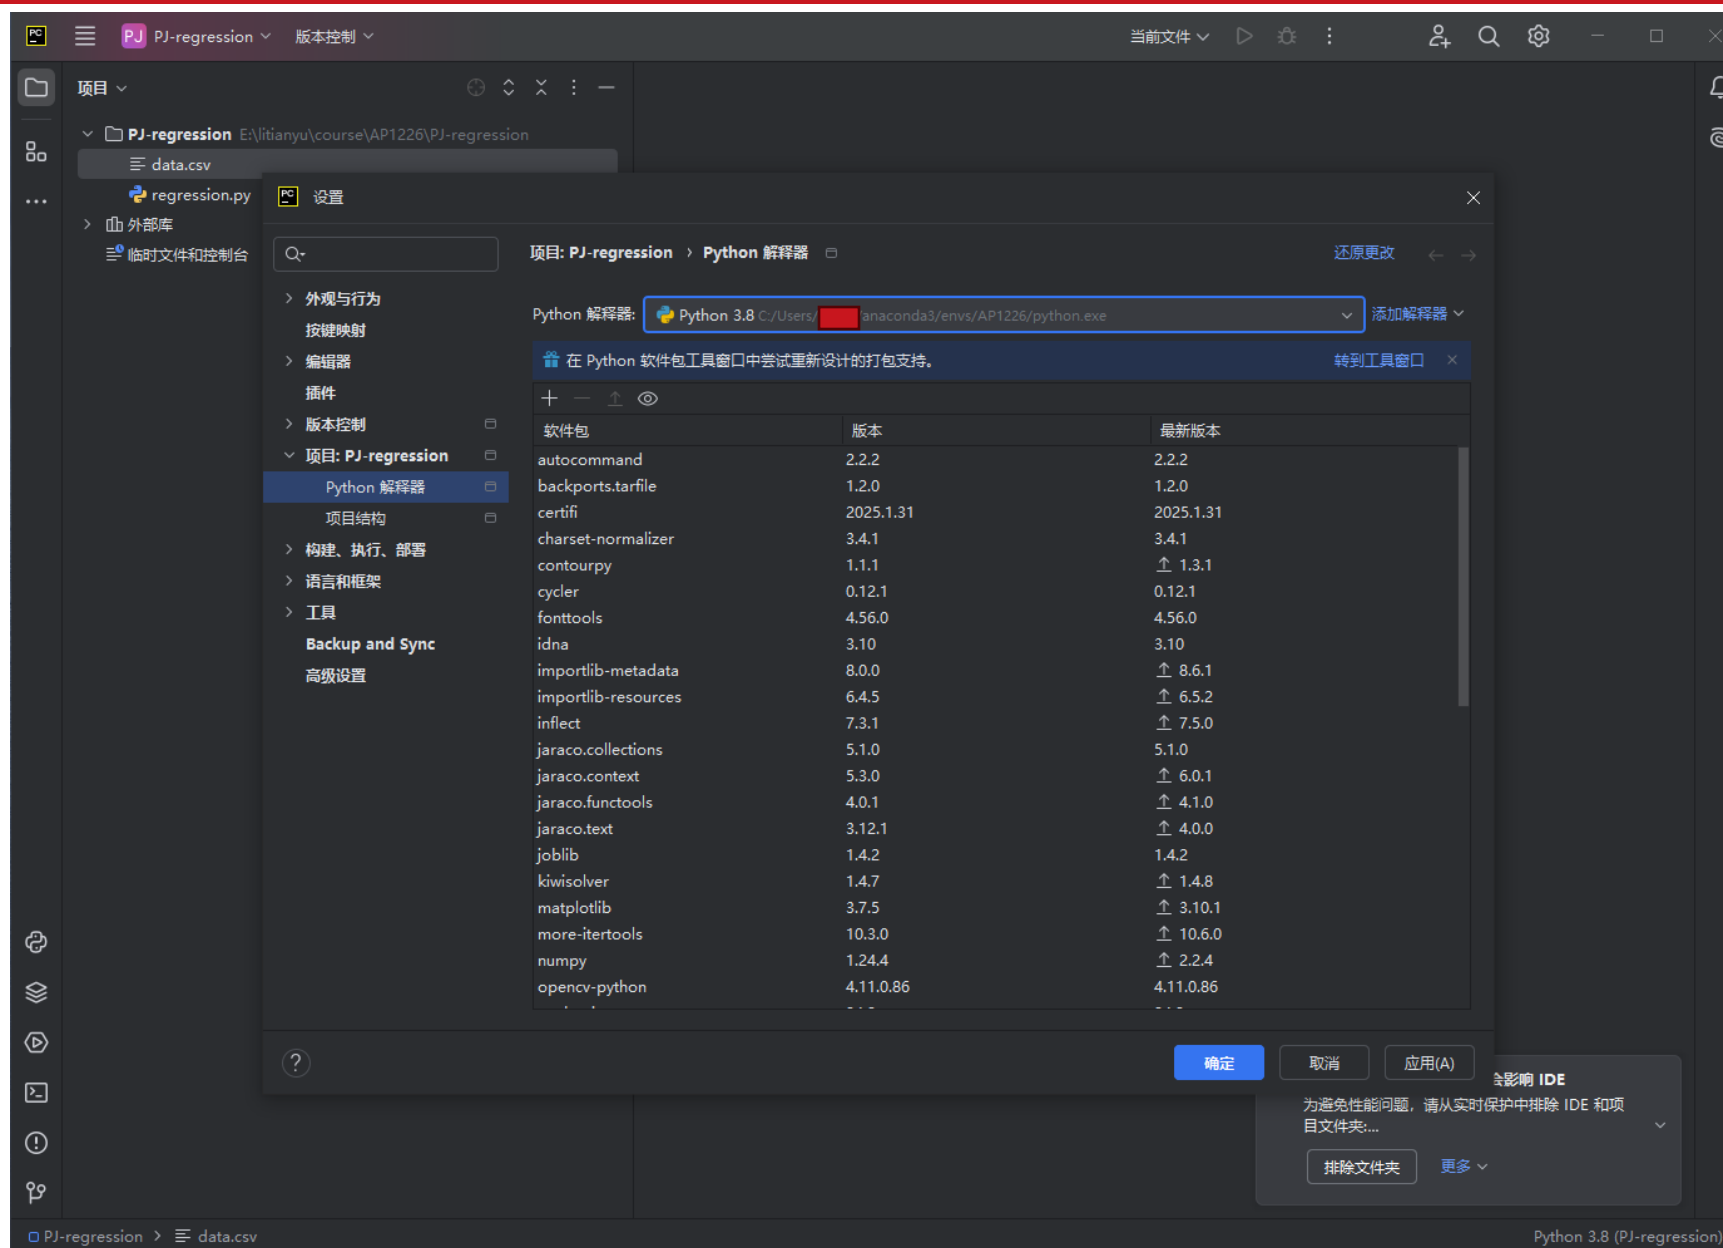 PC
PJ PJ-regression
版本控制
当前文件
项目
PJ-regression E:\litianyu\course\AP1226\PJ-regression
data.csv
regression.py
外部库
临时文件和控制台
PC 设置
项目: PJ-regression › Python 解释器
还原更改
外观与行为
按键映射
编辑器
插件
版本控制
项目: PJ-regression
Python 解释器
项目结构
构建、执行、部署
语言和框架
工具
Backup and Sync
高级设置
Python 解释器: Python 3.8 C:/Users/ anaconda3/envs/AP1226/python.exe 添加解释器
在 Python 软件包工具窗口中尝试重新设计的打包支持。 转到工具窗口
软件包 版本 最新版本
autocommand 2.2.2 2.2.2
backports.tarfile 1.2.0 1.2.0
certifi 2025.1.31 2025.1.31
charset-normalizer 3.4.1 3.4.1
contourpy 1.1.1 1.3.1
cycler 0.12.1 0.12.1
fonttools 4.56.0 4.56.0
idna 3.10 3.10
importlib-metadata 8.0.0 8.6.1
importlib-resources 6.4.5 6.5.2
inflect 7.3.1 7.5.0
jaraco.collections 5.1.0 5.1.0
jaraco.context 5.3.0 6.0.1
jaraco.functools 4.0.1 4.1.0
jaraco.text 3.12.1 4.0.0
joblib 1.4.2 1.4.2
kiwisolver 1.4.7 1.4.8
matplotlib 3.7.5 3.10.1
more-itertools 10.3.0 10.6.0
numpy 1.24.4 2.2.4
opencv-python 4.11.0.86 4.11.0.86
?
确定
取消
应用(A)
会影响 IDE
为避免性能问题，请从实时保护中排除 IDE 和项
目文件夹:...
排除文件夹
更多
PJ-regression › data.csv
Python 3.8 (PJ-regression)